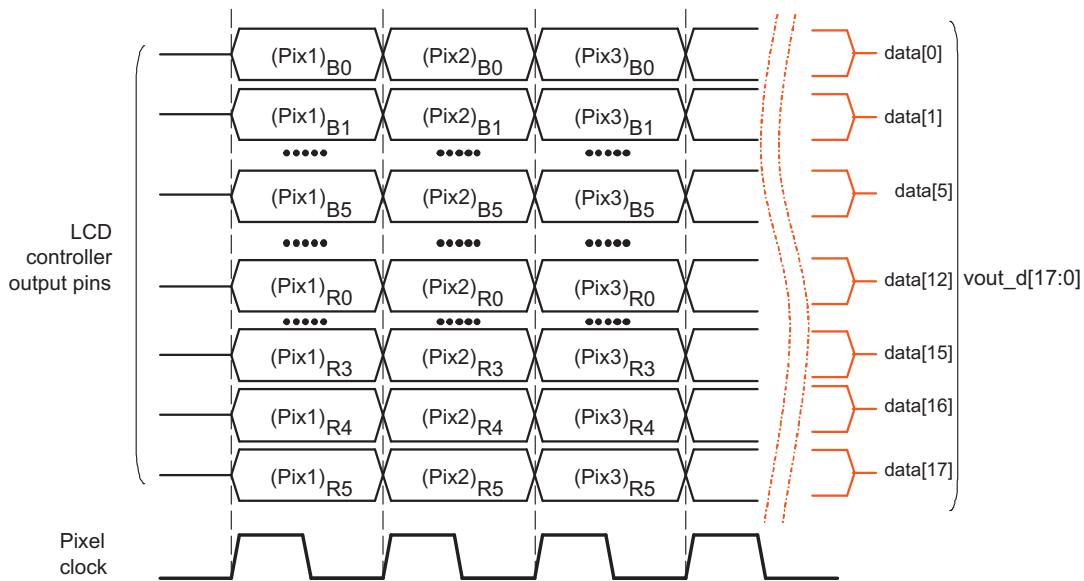 (Pix1)B0 (Pix2)B0 (Pix3)B0 data[0]
(Pix1)B1 (Pix2)B1 (Pix3)B1 data[1]
(Pix1)B5 (Pix2)B5 (Pix3)B5 data[5]
LCD
controller
output pins
(Pix1)R0 (Pix2)R0 (Pix3)R0 data[12] vout_d[17:0]
(Pix1)R3 (Pix2)R3 (Pix3)R3 data[15]
(Pix1)R4 (Pix2)R4 (Pix3)R4 data[16]
(Pix1)R5 (Pix2)R5 (Pix3)R5 data[17]
Pixel
clock